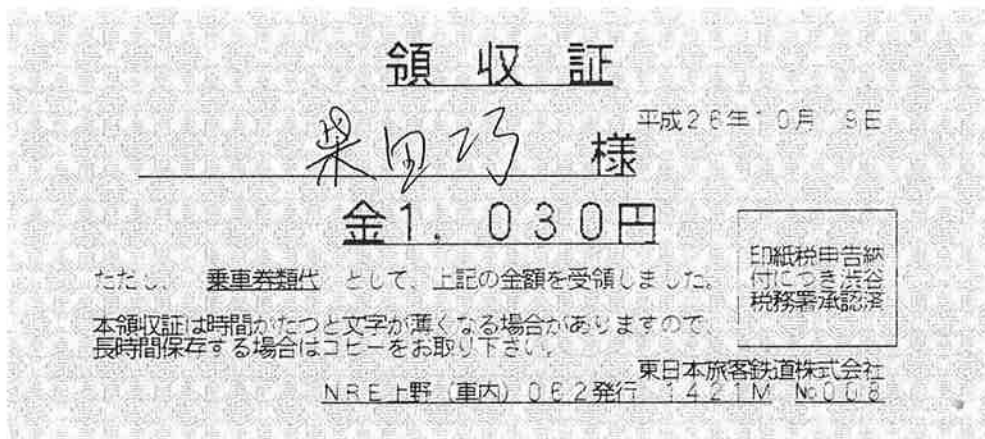 領収証
平成26年10月19日
柴田巧 様
金1,030円
ただし、 乗車券類代 として、上記の金額を受領しました。
印紙税申告納
付につき渋谷
税務署承認済
本領収証は時間がたつと文字が薄くなる場合がありますので、
長時間保存する場合はコピーをお取り下さい。
東日本旅客鉄道株式会社
NRE上野（車内）062発行 1421M №008